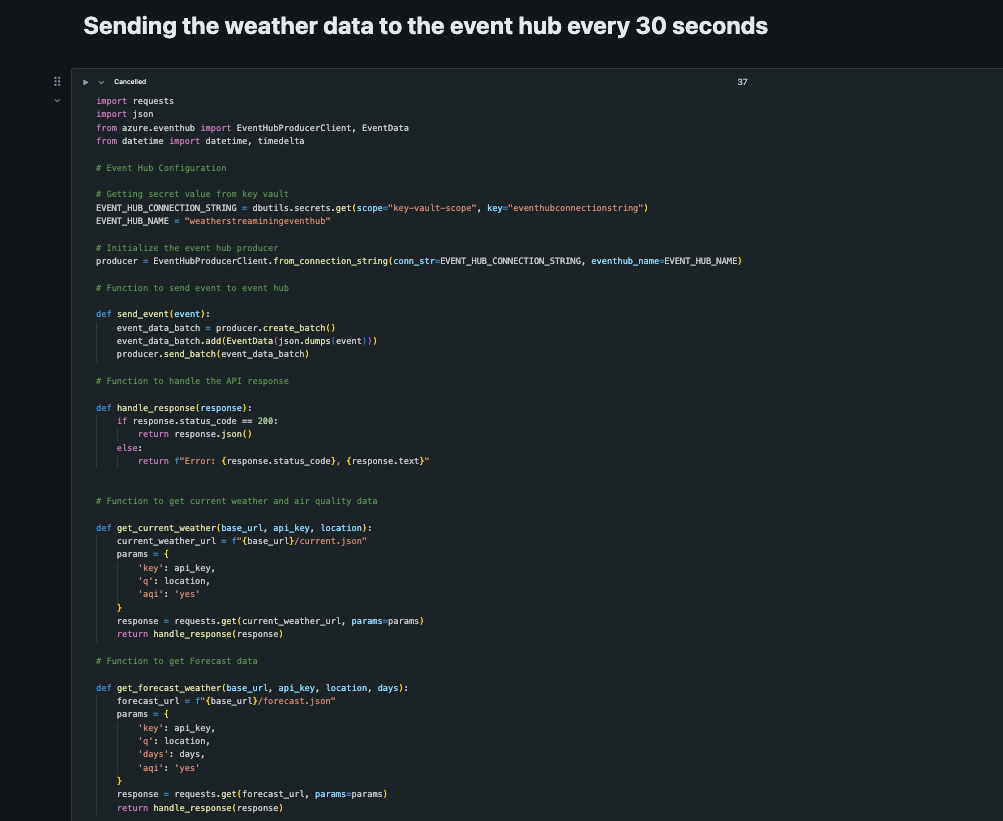 Sending the weather data to the event hub every 30 seconds
Cancelled 37
import requests
import json
from azure.eventhub import EventHubProducerClient, EventData
from datetime import datetime, timedelta
# Event Hub Configuration
# Getting secret value from key vault
EVENT_HUB_CONNECTION_STRING = dbutils.secrets.get(scope="key-vault-scope", key="eventhubconnectionstring")
EVENT_HUB_NAME = "weatherstreaminingeventhub"
# Initialize the event hub producer
producer = EventHubProducerClient.from_connection_string(conn_str=EVENT_HUB_CONNECTION_STRING, eventhub_name=EVENT_HUB_NAME)
# Function to send event to event hub
def send_event(event):
    event_data_batch = producer.create_batch()
    event_data_batch.add(EventData(json.dumps(event)))
    producer.send_batch(event_data_batch)
# Function to handle the API response
def handle_response(response):
    if response.status_code == 200:
        return response.json()
    else:
        return f"Error: {response.status_code}, {response.text}"
# Function to get current weather and air quality data
def get_current_weather(base_url, api_key, location):
    current_weather_url = f"{base_url}/current.json"
    params = {
        'key': api_key,
        'q': location,
        'aqi': 'yes'
    }
    response = requests.get(current_weather_url, params=params)
    return handle_response(response)
# Function to get Forecast data
def get_forecast_weather(base_url, api_key, location, days):
    forecast_url = f"{base_url}/forecast.json"
    params = {
        'key': api_key,
        'q': location,
        'days': days,
        'aqi': 'yes'
    }
    response = requests.get(forecast_url, params=params)
    return handle_response(response)